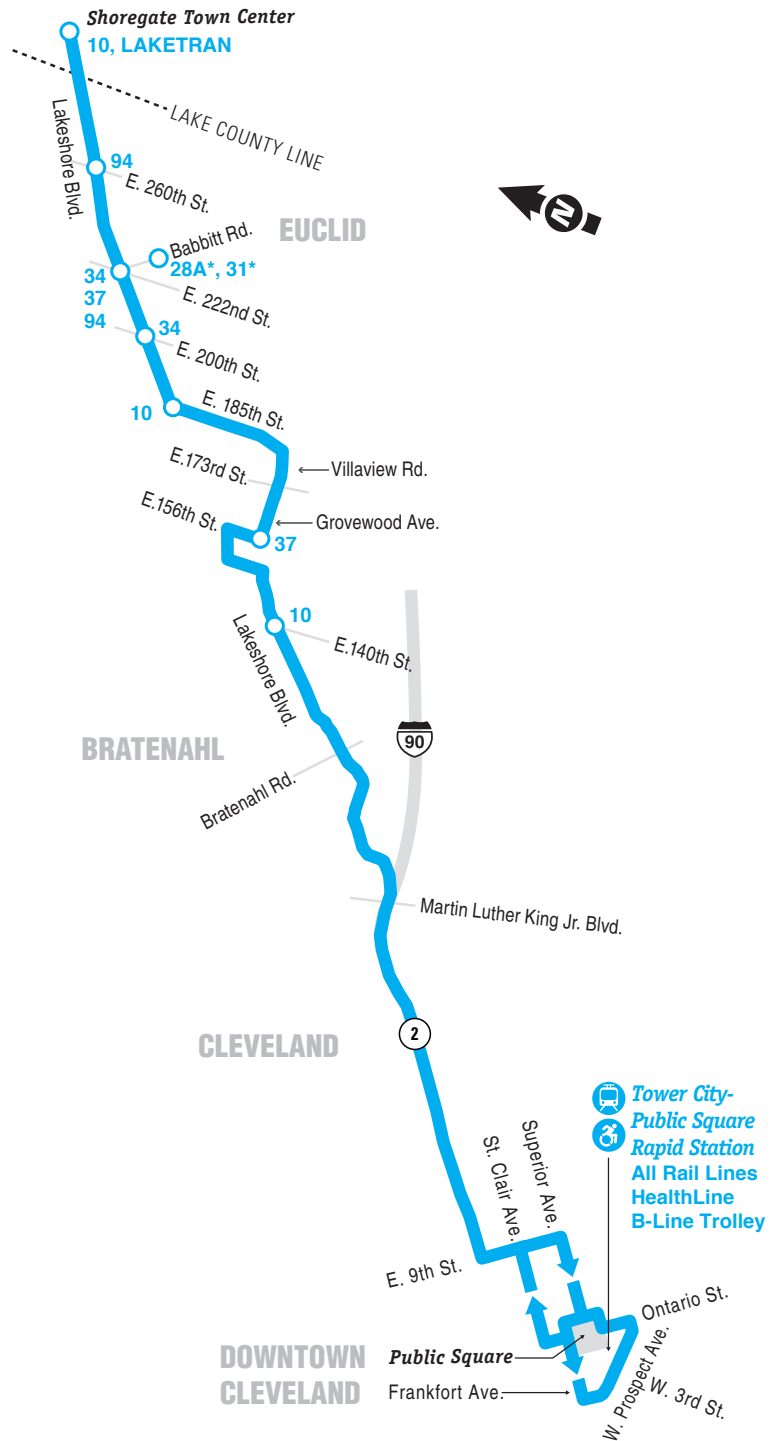 Shoregate Town Center
10, LAKETRAN
LAKE COUNTY LINE
Lakeshore Blvd.
94
E. 260th St.
N
EUCLID
Babbitt Rd.
28A*, 31*
34
37
94
E. 222nd St.
34
E. 200th St.
10
E. 185th St.
E.173rd St.
Villaview Rd.
E.156th St.
Grovewood Ave.
37
10
Lakeshore Blvd.
E.140th St.
BRATENAHL
90
Bratenahl Rd.
Martin Luther King Jr. Blvd.
CLEVELAND
2
Tower City-
Public Square
Rapid Station
All Rail Lines
HealthLine
B-Line Trolley
St. Clair Ave.
Superior Ave.
E. 9th St.
Ontario St.
DOWNTOWN
CLEVELAND
Public Square
Frankfort Ave.
W. Prospect Ave.
W. 3rd St.